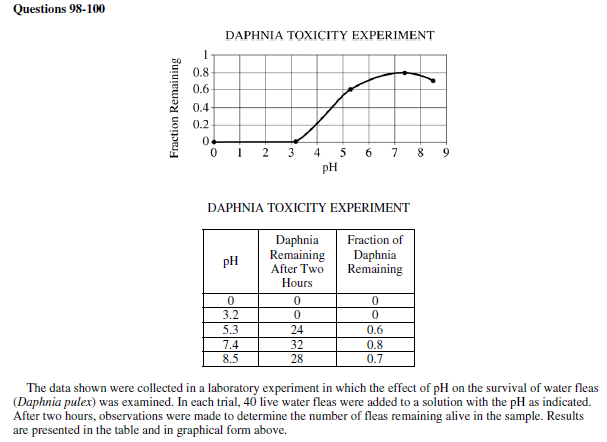 Questions 98-100
DAPHNIA TOXICITY EXPERIMENT
Fraction Remaining
1
0.8
0.6
0.4
0.2
0
0 1 2 3 4 5 6 7 8 9
pH
DAPHNIA TOXICITY EXPERIMENT
pH
Daphnia
Remaining
After Two
Hours
Fraction of
Daphnia
Remaining
0 0 0
3.2 0 0
5.3 24 0.6
7.4 32 0.8
8.5 28 0.7
The data shown were collected in a laboratory experiment in which the effect of pH on the survival of water fleas
(Daphnia pulex) was examined. In each trial, 40 live water fleas were added to a solution with the pH as indicated.
After two hours, observations were made to determine the number of fleas remaining alive in the sample. Results
are presented in the table and in graphical form above.